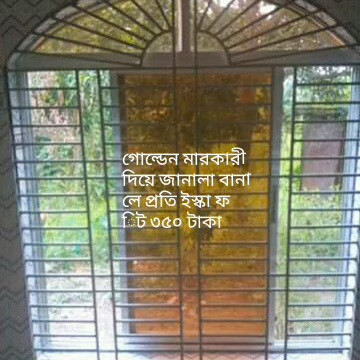 গোল্ডেন মারকারী
দিয়ে জানালা বানা
লে প্রতি ইস্কা ফ
িট ৩৫০ টাকা